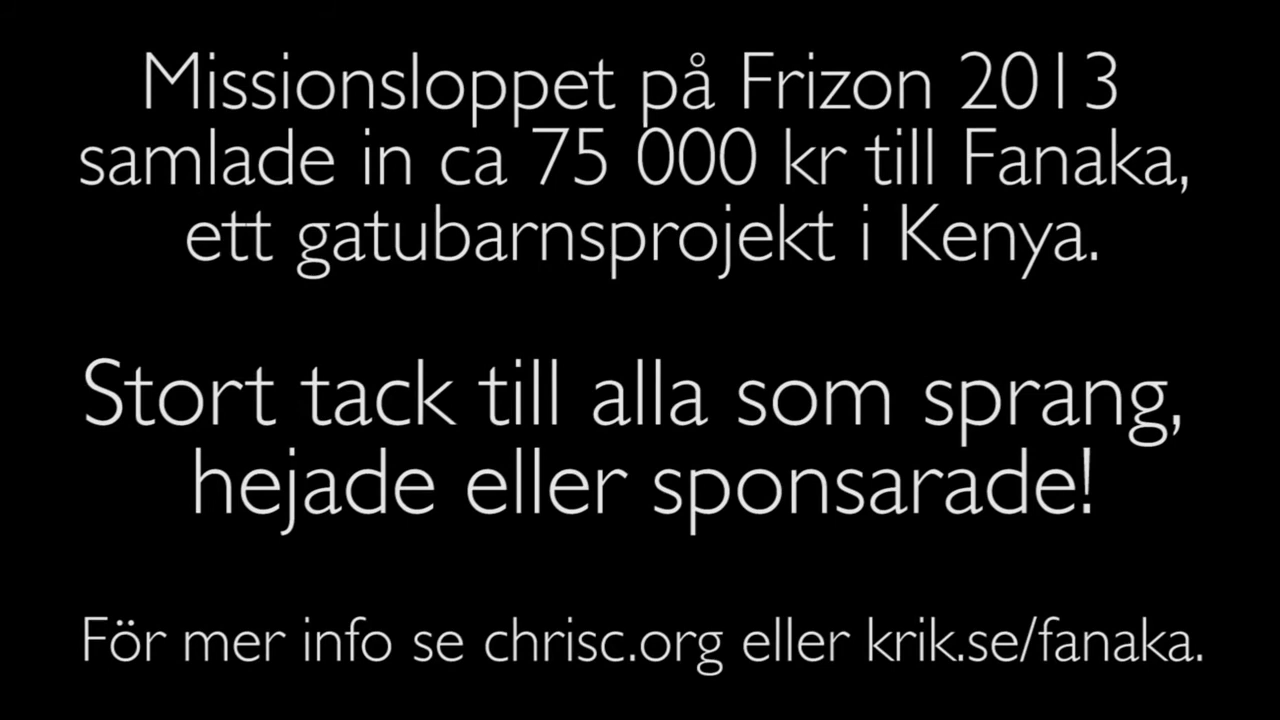 Missionsloppet på Frizon 2013
samlade in ca 75 000 kr till Fanaka,
ett gatubarnsprojekt i Kenya.
Stort tack till alla som sprang,
hejade eller sponsarade!
För mer info se chrisc.org eller krik.se/fanaka.